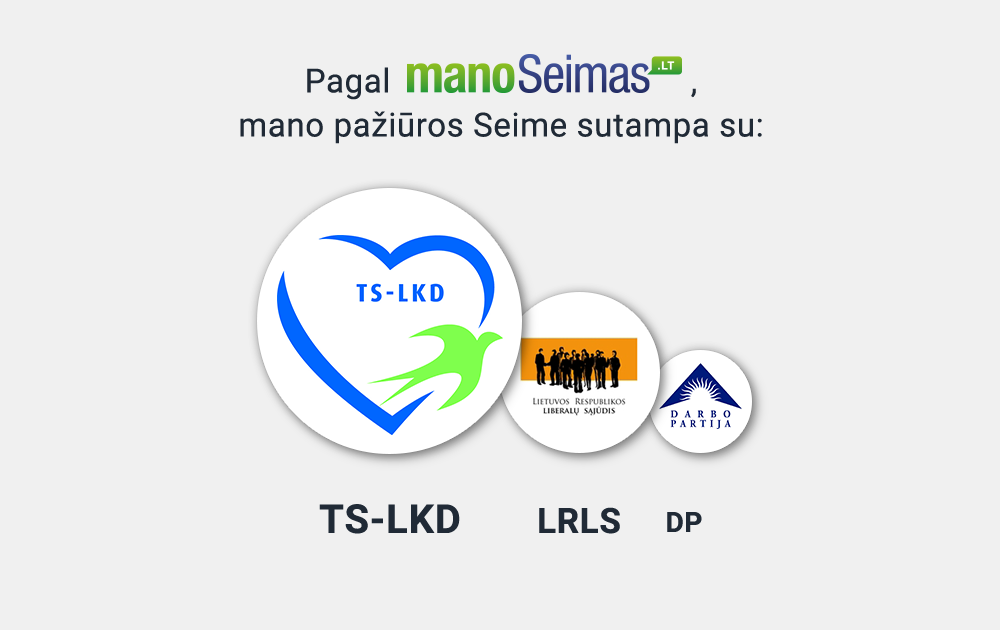 Pagal manoSeimas.LT ,
mano pažiūros Seime sutampa su:
TS-LKD
LIETUVOS RESPUBLIKOS
LIBERALŲ SĄJŪDIS
DARBO
PARTIJA
TS-LKD LRLS DP